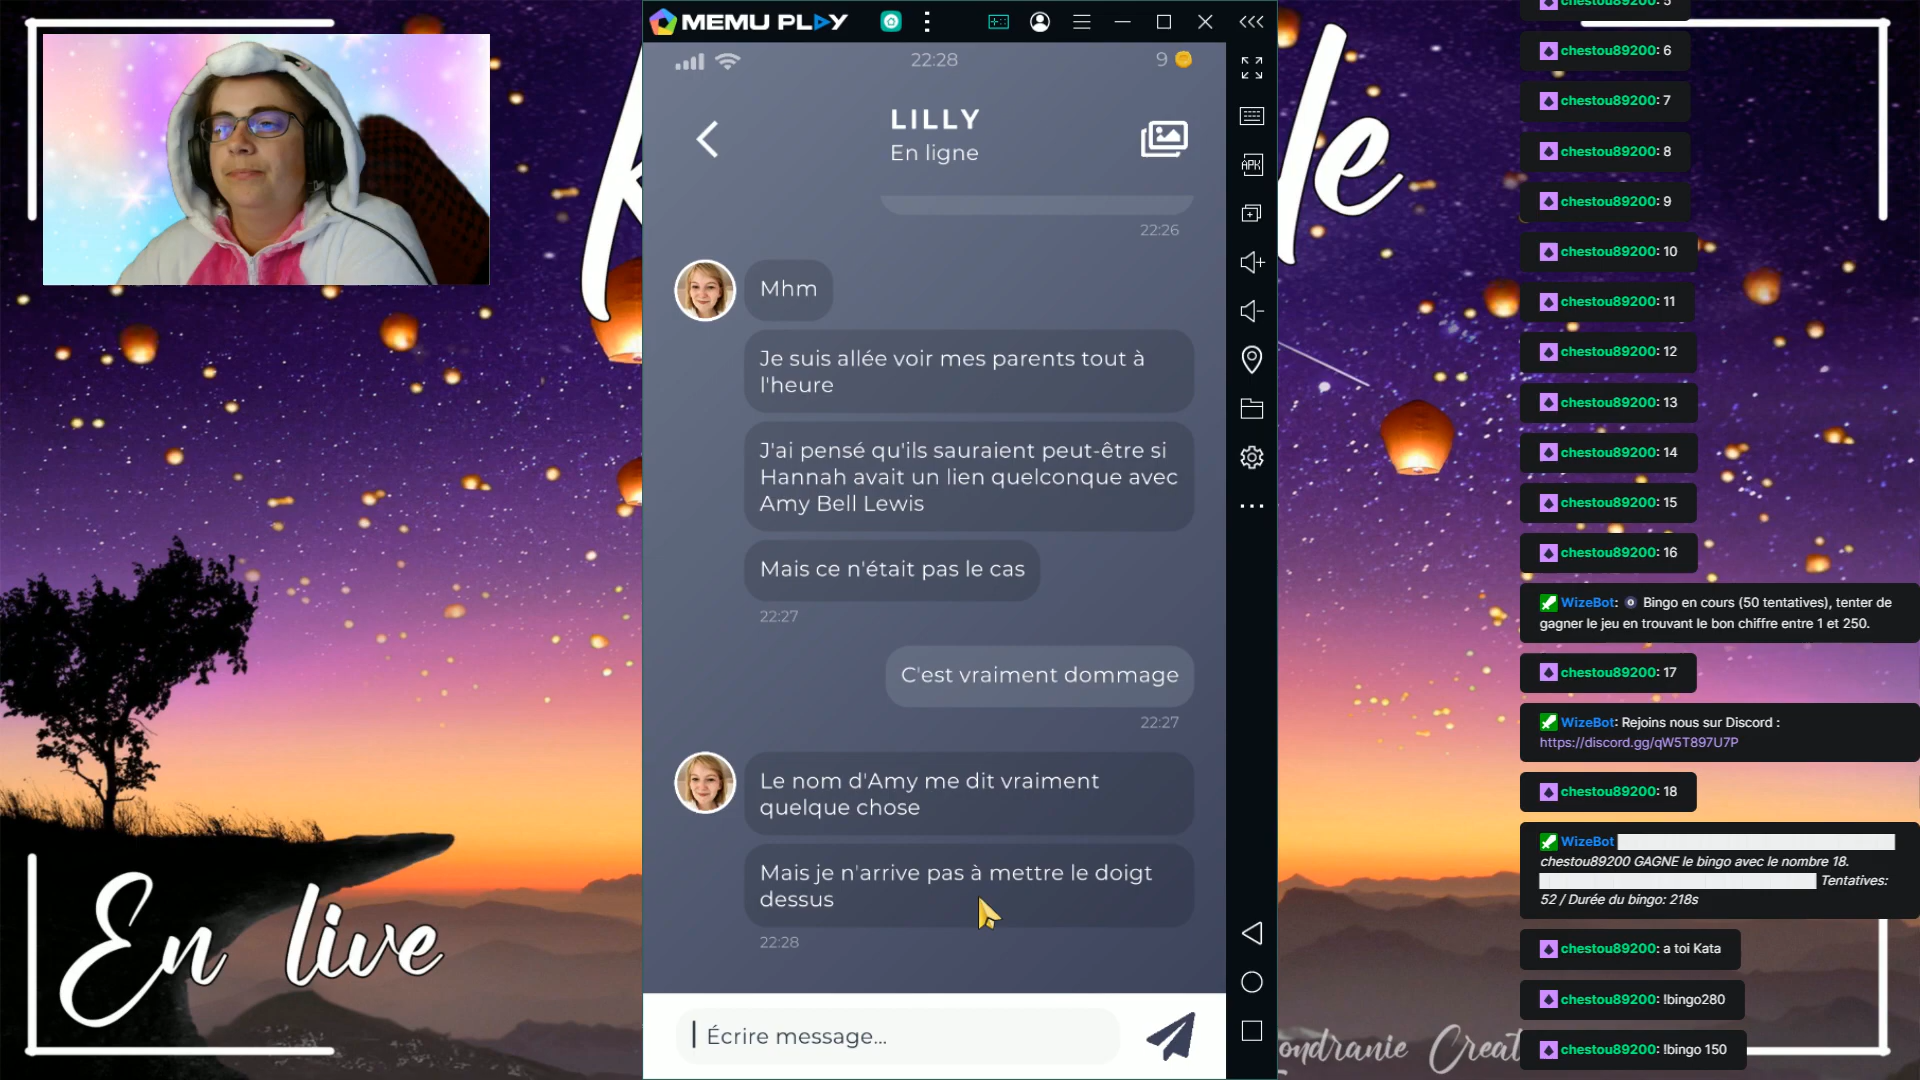 MEMU PLAY
22:28
9
LILLY
En ligne
22:26
Mhm
Je suis allée voir mes parents tout à
l'heure
J'ai pensé qu'ils sauraient peut-être si
Hannah avait un lien quelconque avec
Amy Bell Lewis
Mais ce n'était pas le cas
22:27
C'est vraiment dommage
22:27
Le nom d'Amy me dit vraiment
quelque chose
Mais je n'arrive pas à mettre le doigt
dessus
22:28
Écrire message...
APK
En live
chestou89200: 5
chestou89200: 6
chestou89200: 7
chestou89200: 8
chestou89200: 9
chestou89200: 10
chestou89200: 11
chestou89200: 12
chestou89200: 13
chestou89200: 14
chestou89200: 15
chestou89200: 16
WizeBot: Bingo en cours (50 tentatives), tenter de
gagner le jeu en trouvant le bon chiffre entre 1 et 250.
chestou89200: 17
WizeBot: Rejoins nous sur Discord :
https://discord.gg/qW5T897U7P
chestou89200: 18
WizeBot
chestou89200 GAGNE le bingo avec le nombre 18.
Tentatives:
52 / Durée du bingo: 218s
chestou89200: a toi Kata
chestou89200: !bingo280
chestou89200: !bingo 150